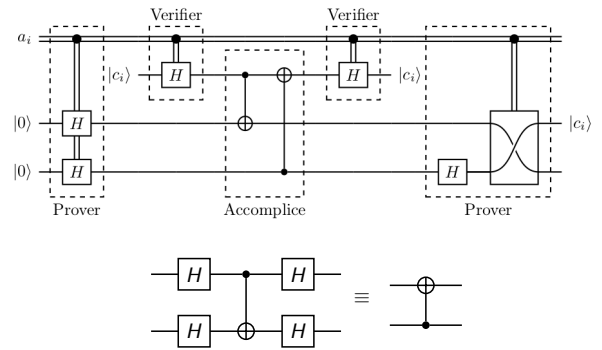 Verifier Verifier
a_i
|c_i⟩ H H |c_i⟩
|0⟩ H |c_i⟩
|0⟩ H H
Prover Accomplice Prover
H H
≡
H H